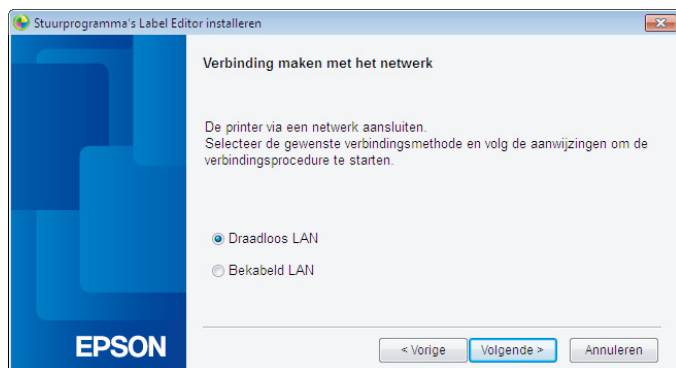 Stuurprogramma's Label Editor installeren
Verbinding maken met het netwerk
De printer via een netwerk aansluiten.
Selecteer de gewenste verbindingsmethode en volg de aanwijzingen om de
verbindingsprocedure te starten.
Draadloos LAN
Bekabeld LAN
EPSON
< Vorige
Volgende >
Annuleren